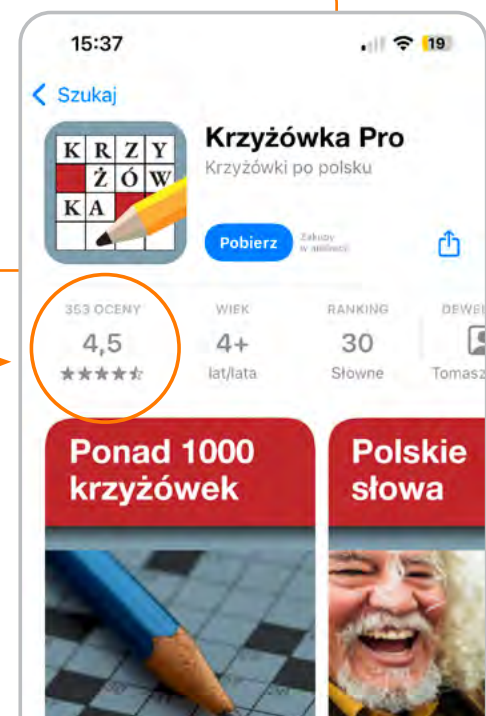 15:37
19
Szukaj
K R Z Y
Ż Ó W
K A
Krzyżówka Pro
Krzyżówki po polsku
Pobierz
Zakupy
w aplikacji
353 OCENY
4,5
WIEK
4+
lat/lata
RANKING
30
Słowne
DEWEL
Tomasz
Ponad 1000
krzyżówek
Polskie
słowa